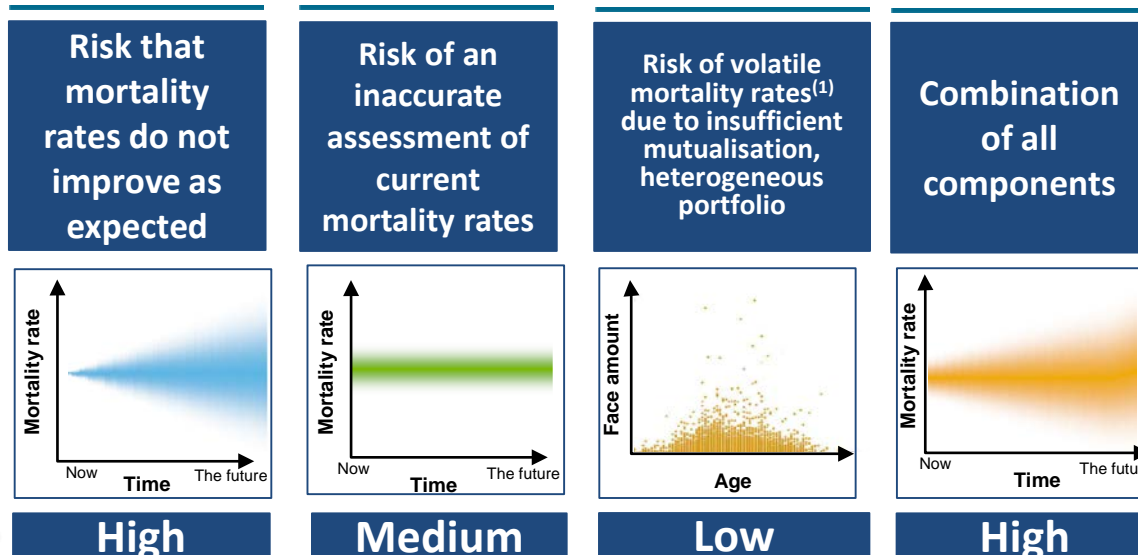 Risk that
mortality
rates do not
improve as
expected
Risk of an
inaccurate
assessment of
current
mortality rates
Risk of volatile
mortality rates(1)
due to insufficient
mutualisation,
heterogeneous
portfolio
Combination
of all
components
Mortality rate
Now
Time
The future
Mortality rate
Now
Time
The future
Face amount
Age
Mortality rate
Now
Time
The future
High
Medium
Low
High